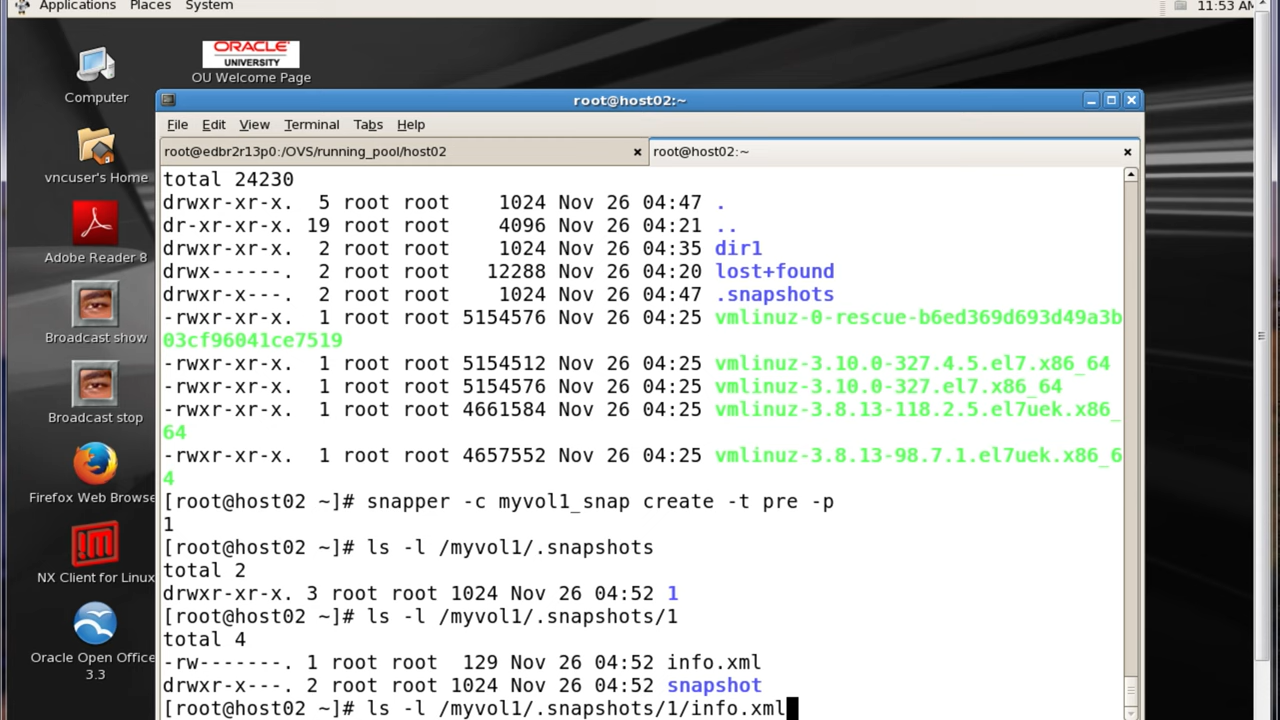 Applications Places System 11:53 AM
ORACLE
UNIVERSITY
OU Welcome Page
Computer
vncuser's Home
Adobe Reader 8
Broadcast show
Broadcast stop
Firefox Web Browse
NX Client for Linux
Oracle Open Office
3.3
root@host02:~
File Edit View Terminal Tabs Help
root@edbr2r13p0:/OVS/running_pool/host02
root@host02:~
total 24230
drwxr-xr-x. 5 root root 1024 Nov 26 04:47 .
dr-xr-xr-x. 19 root root 4096 Nov 26 04:21 ..
drwxr-xr-x. 2 root root 1024 Nov 26 04:35 dir1
drwx------. 2 root root 12288 Nov 26 04:20 lost+found
drwxr-x---. 2 root root 1024 Nov 26 04:47 .snapshots
-rwxr-xr-x. 1 root root 5154576 Nov 26 04:25 vmlinuz-0-rescue-b6ed369d693d49a3b
03cf96041ce7519
-rwxr-xr-x. 1 root root 5154512 Nov 26 04:25 vmlinuz-3.10.0-327.4.5.el7.x86_64
-rwxr-xr-x. 1 root root 5154576 Nov 26 04:25 vmlinuz-3.10.0-327.el7.x86_64
-rwxr-xr-x. 1 root root 4661584 Nov 26 04:25 vmlinuz-3.8.13-118.2.5.el7uek.x86_
64
-rwxr-xr-x. 1 root root 4657552 Nov 26 04:25 vmlinuz-3.8.13-98.7.1.el7uek.x86_6
4
[root@host02 ~]# snapper -c myvol1_snap create -t pre -p
1
[root@host02 ~]# ls -l /myvol1/.snapshots
total 2
drwxr-xr-x. 3 root root 1024 Nov 26 04:52 1
[root@host02 ~]# ls -l /myvol1/.snapshots/1
total 4
-rw-------. 1 root root 129 Nov 26 04:52 info.xml
drwxr-x---. 2 root root 1024 Nov 26 04:52 snapshot
[root@host02 ~]# ls -l /myvol1/.snapshots/1/info.xml